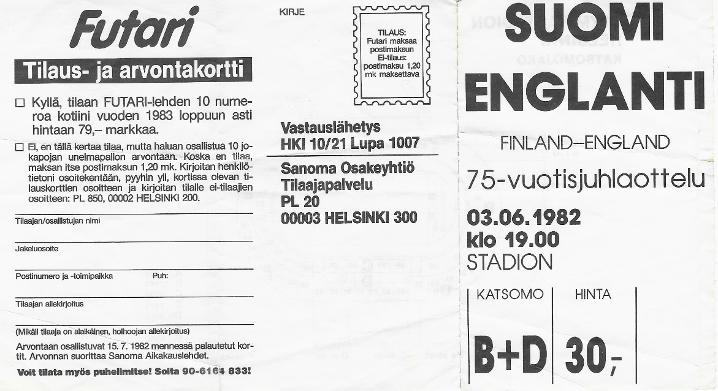 Futari
Tilaus- ja arvontakortti
Kyllä, tilaan FUTARI-lehden 10 nume-
roa kotiini vuoden 1983 loppuun asti
hintaan 79,– markkaa.
Ei, en tällä kertaa tilaa, mutta haluan osallistua 10 jo-
kapojan unelmapailon arvontaan. Koska en tilaa,
maksan itse postimaksun 1,20 mk. Kirjoitan henkilö-
tietoni osoitekentään, pyyhin yli, kortissa olevan ti-
lauskorttien osoitteen ja kirjoitan tilalle ei-tilaajien
osoitteen: PL 850, 00002 HELSINKI 200.
Tilaajan/osallistujan nimi
Jakeluosoite
Postinumero ja -toimipaikka Puh:
Tilaajan allekirjoitus
(Mikäli tilaaja on alaikäinen, holhoojan allekirjoitus)
Arvontaan osallistuvat 15. 7. 1982 mennessä palautetut kor-
tit. Arvonnan suorittaa Sanoma Aikakauslehdet.
Voit tilata myös puhelimitse! Soita 90-6164 833!
KIRJE
TILAUS:
Futari maksaa
postimaksun
Ei-tilaus:
postimaksu 1,20
mk maksettava
Vastauslähetys
HKI 10/21 Lupa 1007
Sanoma Osakeyhtiö
Tilaajapalvelu
PL 20
00003 HELSINKI 300
SUOMI
ENGLANTI
FINLAND–ENGLAND
75-vuotisjuhlaottelu
03.06.1982
klo 19.00
STADION
KATSOMO HINTA
B+D 30,-